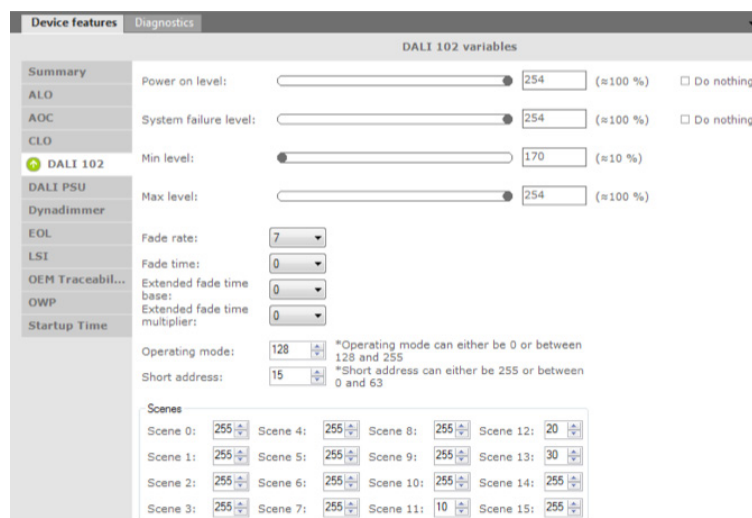 Device features Diagnostics
DALI 102 variables
Summary
ALO
AOC
CLO
DALI 102
DALI PSU
Dynadimmer
EOL
LSI
OEM Traceabil...
OWP
Startup Time
Power on level: 254 (≈100 %) Do nothing
System failure level: 254 (≈100 %) Do nothing
Min level: 170 (≈10 %)
Max level: 254 (≈100 %)
Fade rate: 7
Fade time: 0
Extended fade time
base: 0
Extended fade time
multiplier: 0
Operating mode: 128 *Operating mode can either be 0 or between
128 and 255
Short address: 15 *Short address can either be 255 or between
0 and 63
Scenes
Scene 0: 255 Scene 4: 255 Scene 8: 255 Scene 12: 20
Scene 1: 255 Scene 5: 255 Scene 9: 255 Scene 13: 30
Scene 2: 255 Scene 6: 255 Scene 10: 255 Scene 14: 255
Scene 3: 255 Scene 7: 255 Scene 11: 10 Scene 15: 255